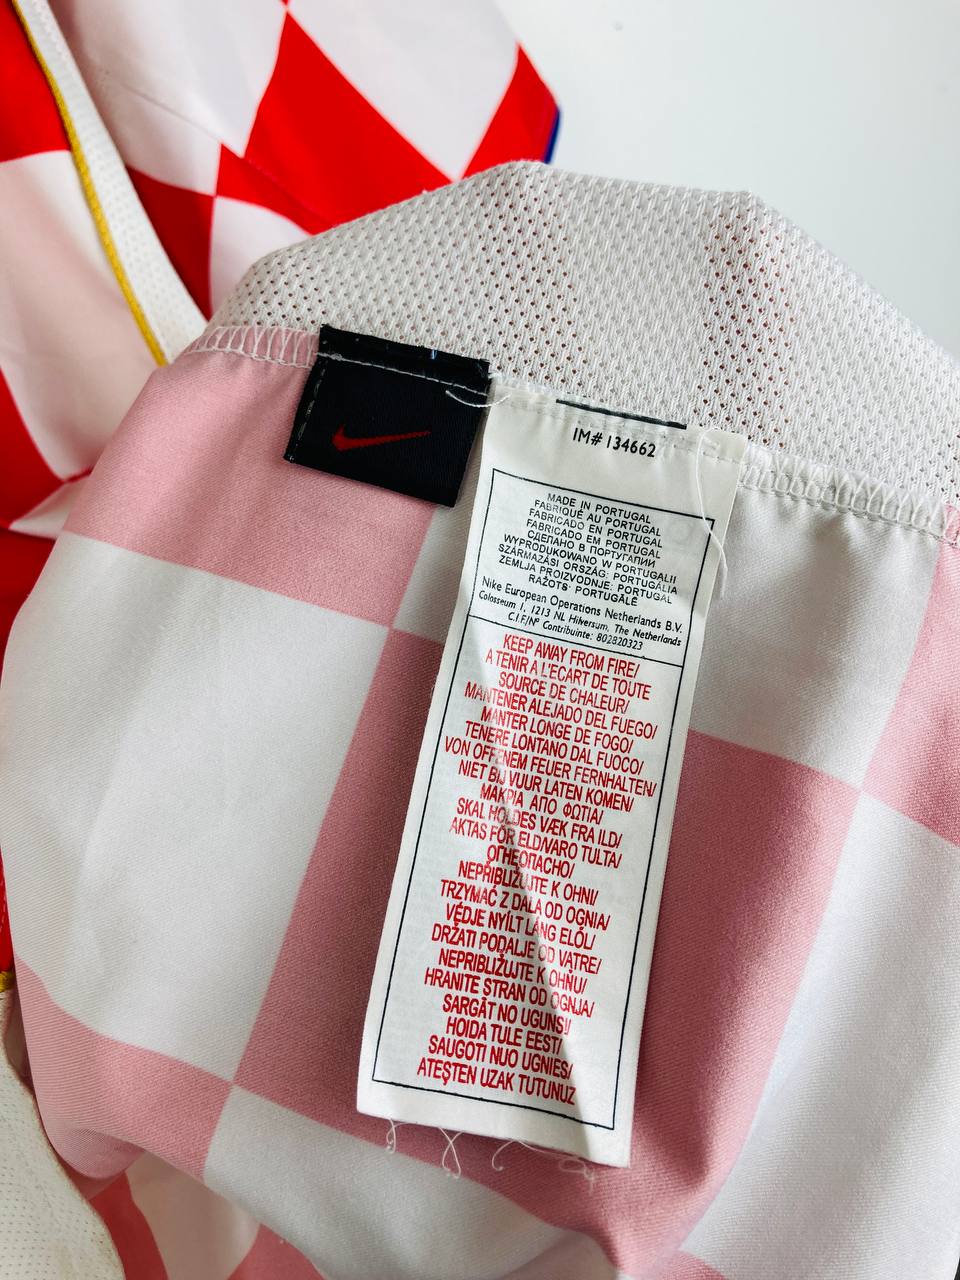 IM# 134662
MADE IN PORTUGAL
FABRIQUÉ AU PORTUGAL
FABRICADO EN PORTUGAL
FABRICADO EM PORTUGAL
СДЕЛАНО В ПОРТУГАЛИИ
WYPRODUKOWANO W PORTUGALII
SZÁRMAZÁSI ORSZÁG: PORTUGÁLIA
ZEMLJA PROIZVODNJE: PORTUGAL
RAŽOTS· PORTUGĀLĒ
Nike European Operations Netherlands B.V.
Colosseum 1, 1213 NL Hilversum, The Netherlands
C.I.F/Nº Contribuinte: 802820323
KEEP AWAY FROM FIRE/
A TENIR A L'ECART DE TOUTE
SOURCE DE CHALEUR/
MANTENER ALEJADO DEL FUEGO/
MANTER LONGE DE FOGO/
TENERE LONTANO DAL FUOCO/
VON OFFENEM FEUER FERNHALTEN/
NIET BIJ VUUR LATEN KOMEN/
ΜΑΚΡΙΑ ΑΠΟ ΦΩΤΙΑ/
SKAL HOLDES VÆK FRA ILD/
AKTAS FÖR ELD/VARO TULTA/
ОГНЕОПАСНО/
NEPŘIBLIŽUJTE K OHNI/
TRZYMAĆ Z DALA OD OGNIA/
VÉDJE NYÍLT LÁNG ELŐL/
DRŽATI PODALJE OD VATRE/
NEPRIBLIŽUJTE K OHŇU/
HRANITE STRAN OD OGNJA/
SARGĀT NO UGUNS!/
HOIDA TULE EEST/
SAUGOTI NUO UGNIES/
ATEŞTEN UZAK TUTUNUZ